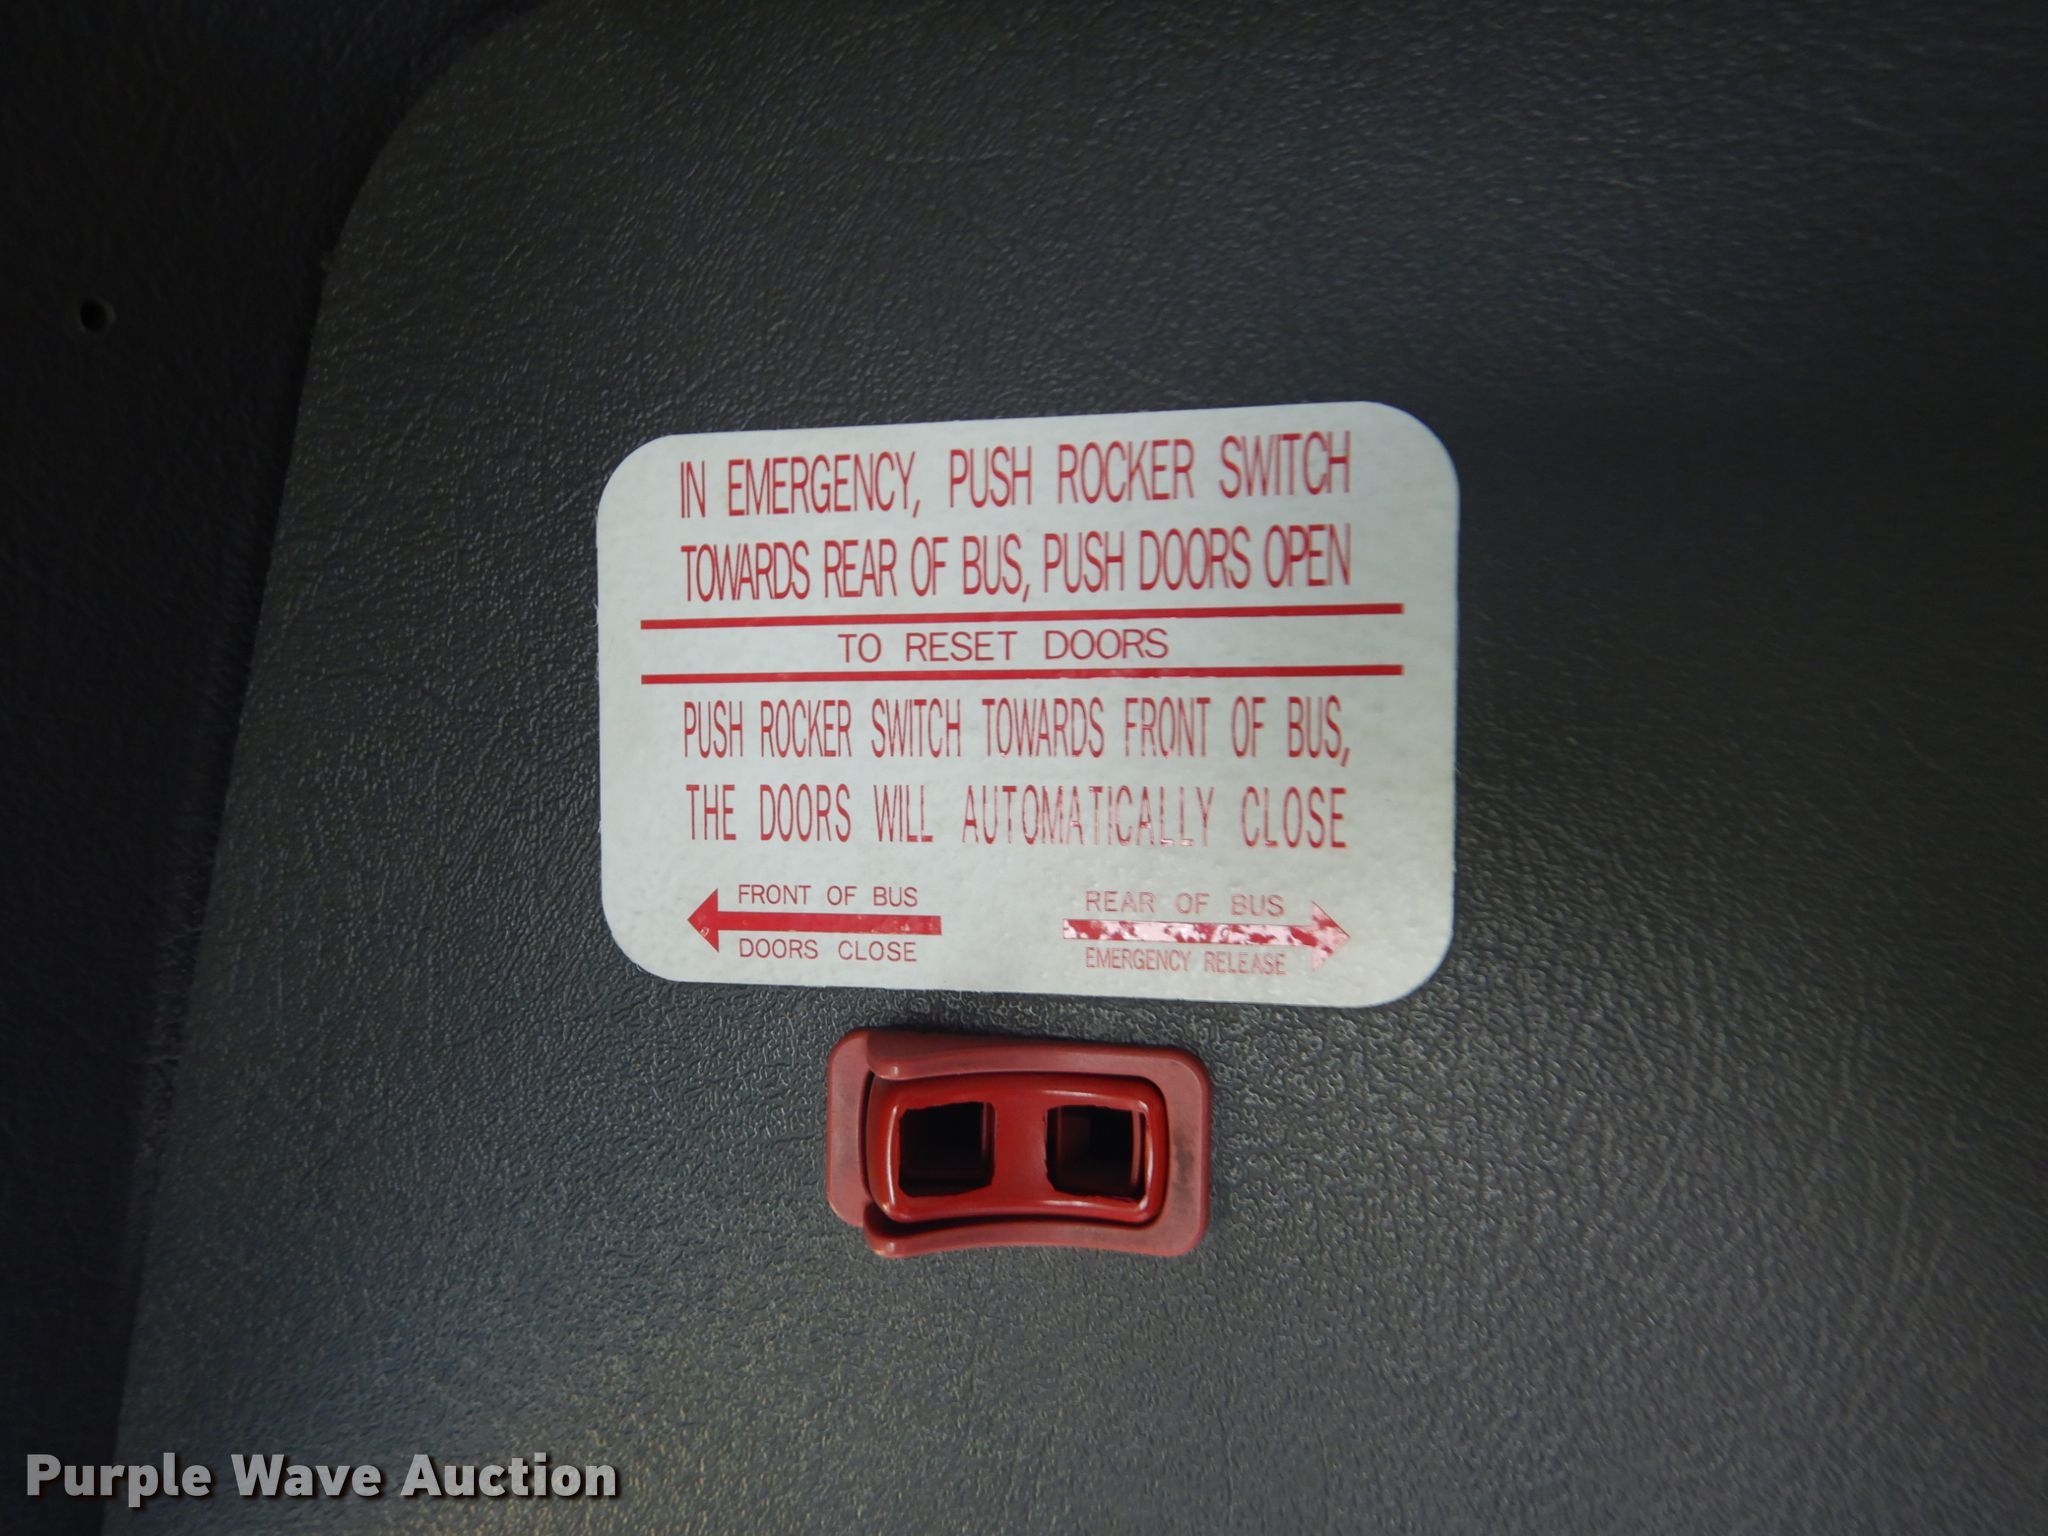 IN EMERGENCY, PUSH ROCKER SWITCH
TOWARDS REAR OF BUS, PUSH DOORS OPEN
TO RESET DOORS
PUSH ROCKER SWITCH TOWARDS FRONT OF BUS,
THE DOORS WILL AUTOMATICALLY CLOSE
FRONT OF BUS
DOORS CLOSE
REAR OF BUS
EMERGENCY RELEASE
Purple Wave Auction